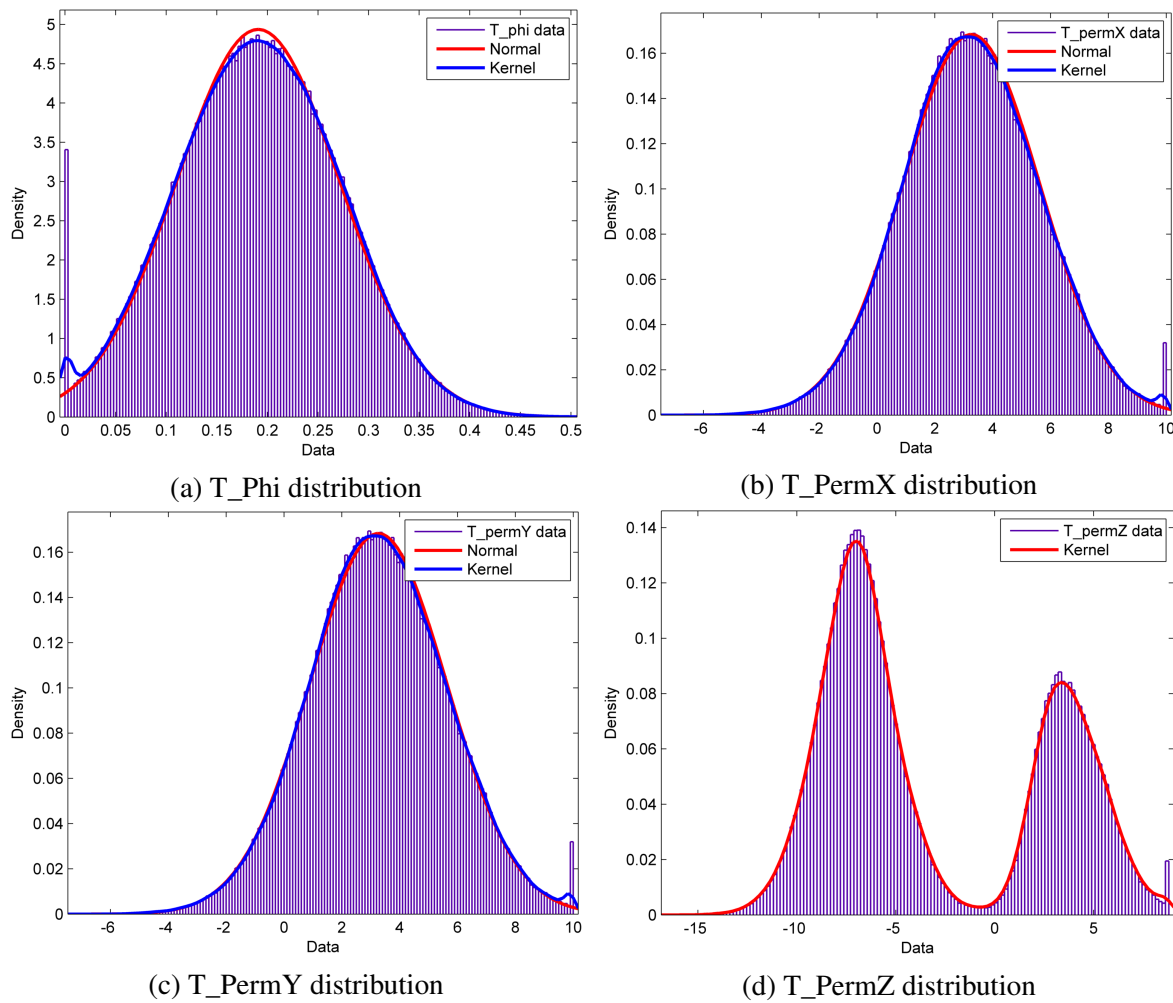 T_phi data
Normal
Kernel
5
4.5
4
3.5
3
2.5
2
1.5
1
0.5
0
Density
0 0.05 0.1 0.15 0.2 0.25 0.3 0.35 0.4 0.45 0.5
Data
(a) T_Phi distribution
T_permX data
Normal
Kernel
0.16
0.14
0.12
0.1
0.08
0.06
0.04
0.02
0
Density
-6 -4 -2 0 2 4 6 8 10
Data
(b) T_PermX distribution
T_permY data
Normal
Kernel
0.16
0.14
0.12
0.1
0.08
0.06
0.04
0.02
0
Density
-6 -4 -2 0 2 4 6 8 10
Data
(c) T_PermY distribution
T_permZ data
Kernel
0.14
0.12
0.1
0.08
0.06
0.04
0.02
0
Density
-15 -10 -5 0 5
Data
(d) T_PermZ distribution